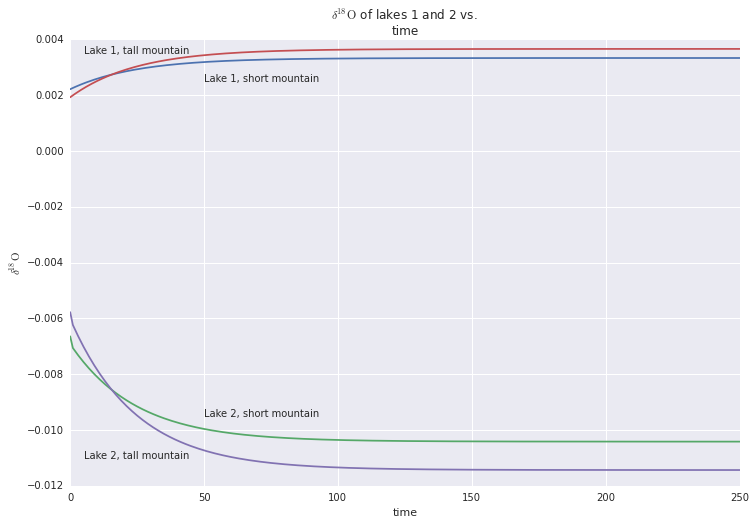 δ¹⁸O of lakes 1 and 2 vs.
time
0.004
0.002
0.000
−0.002
−0.004
−0.006
−0.008
−0.010
−0.012
δ¹⁸O
Lake 1, tall mountain
Lake 1, short mountain
Lake 2, short mountain
Lake 2, tall mountain
0 50 100 150 200 250
time